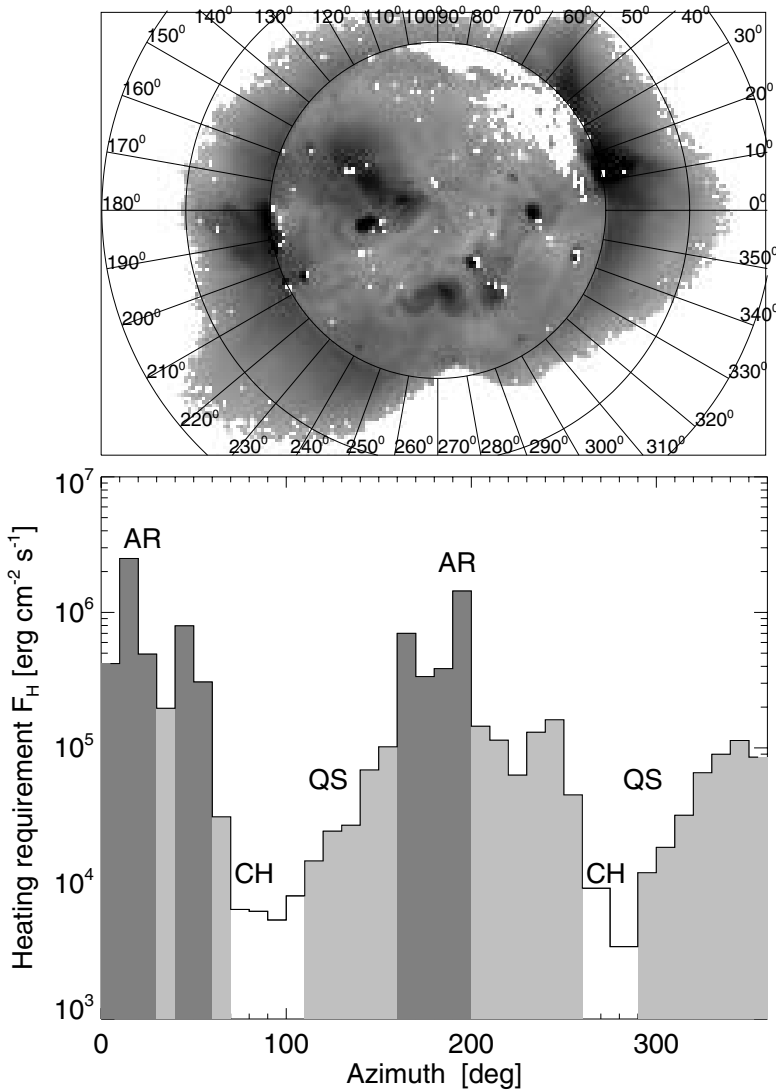 140⁰ 130⁰ 120⁰ 110⁰ 100⁰ 90⁰ 80⁰ 70⁰ 60⁰ 50⁰ 40⁰
150⁰ 30⁰
160⁰ 20⁰
170⁰ 10⁰
180⁰ 0⁰
190⁰ 350⁰
200⁰ 340⁰
210⁰ 330⁰
220⁰ 320⁰
230⁰ 240⁰ 250⁰ 260⁰ 270⁰ 280⁰ 290⁰ 300⁰ 310⁰
Heating requirement F_H [erg cm⁻² s⁻¹]
10⁷
10⁶
10⁵
10⁴
10³
AR
AR
QS
QS
CH
CH
0 100 200 300
Azimuth [deg]